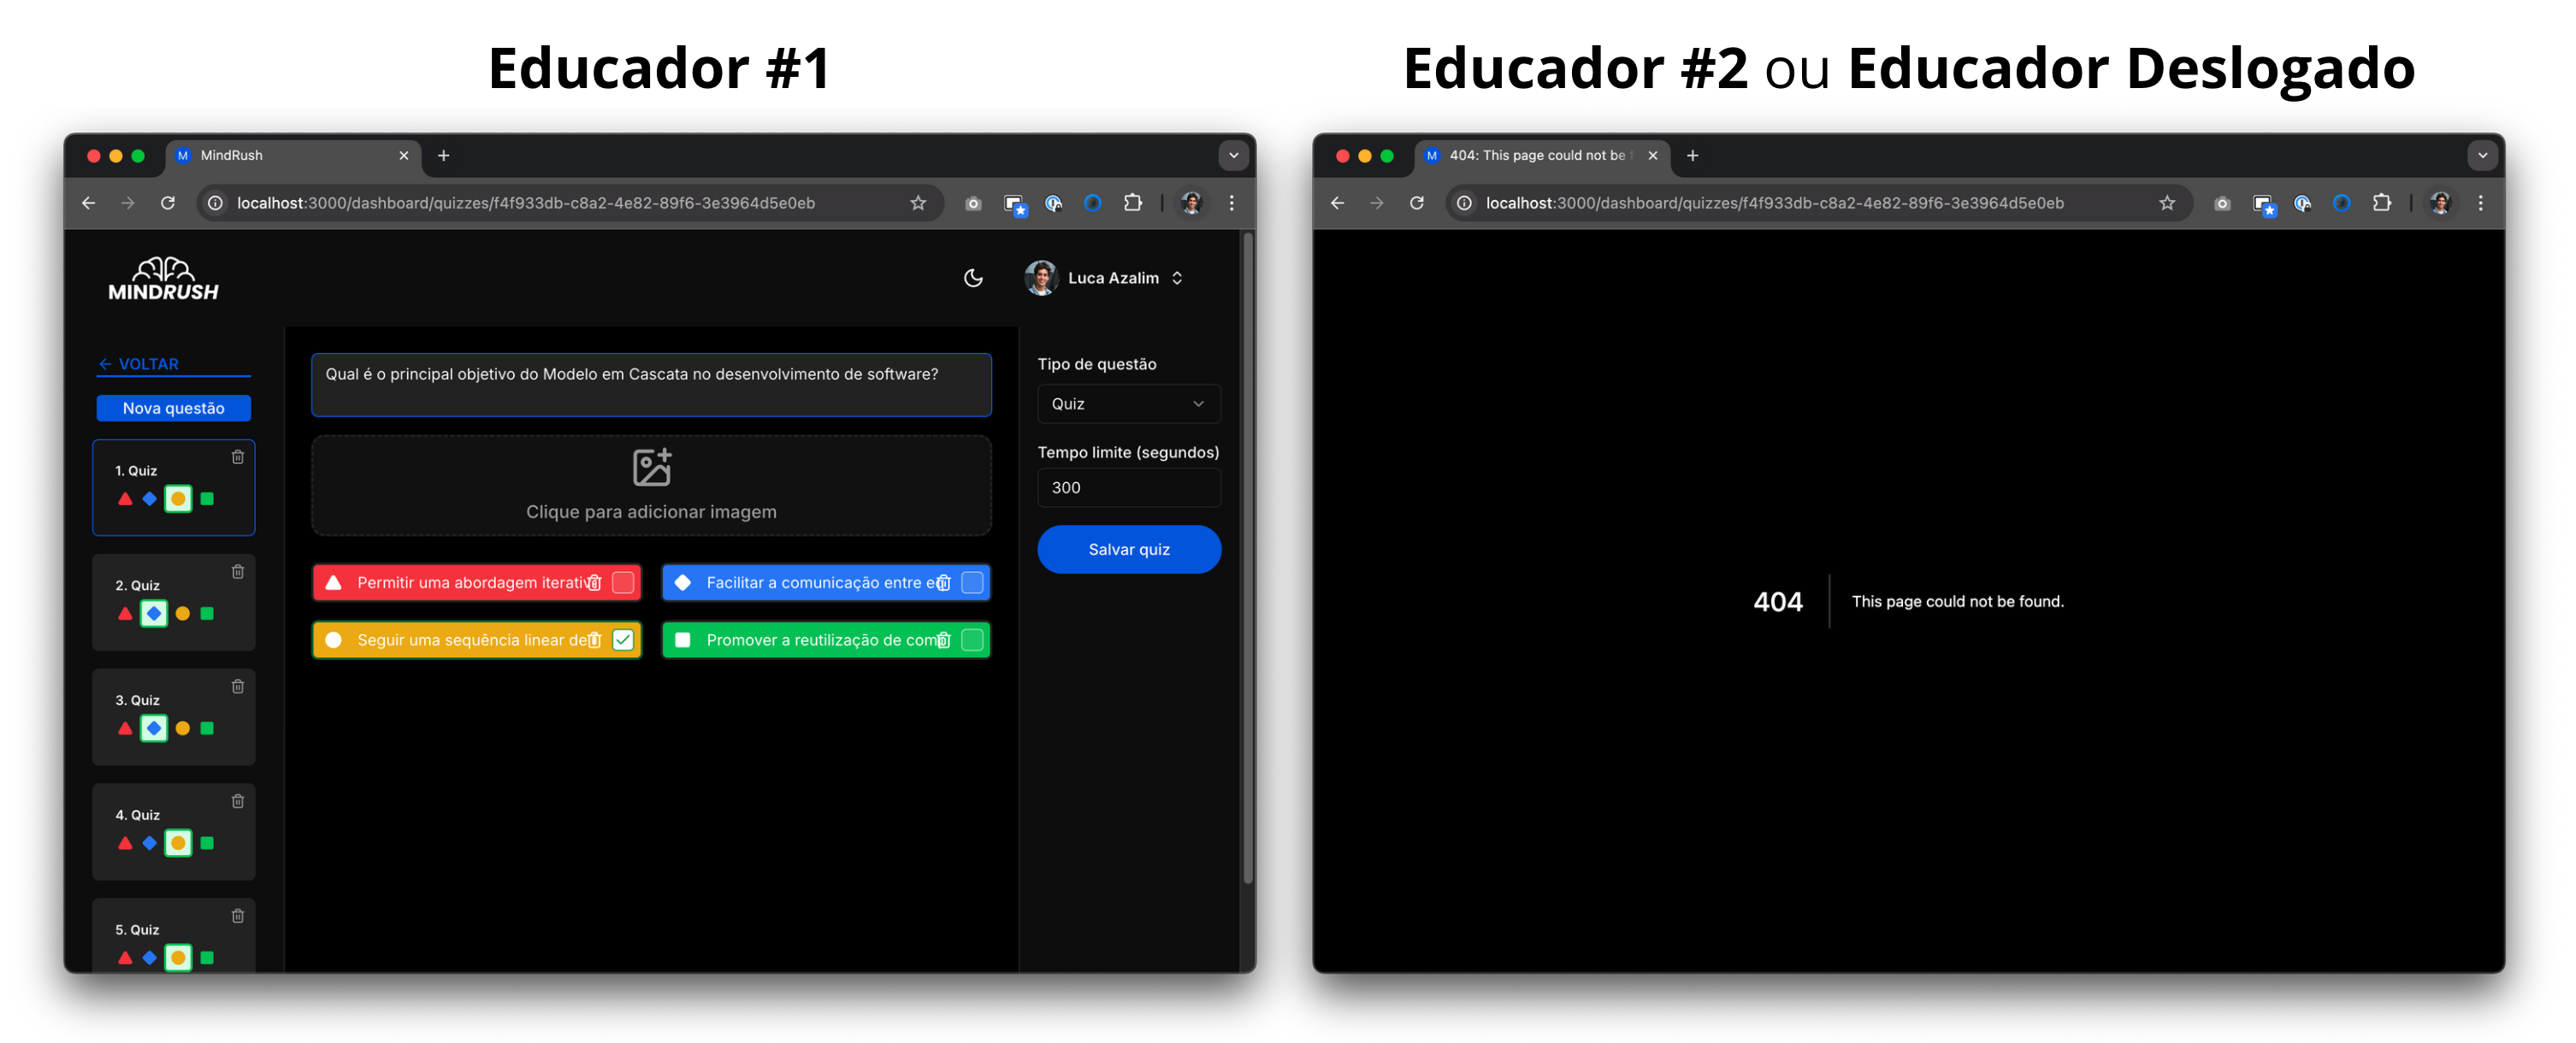 Educador #1
MindRush
localhost:3000/dashboard/quizzes/f4f933db-c8a2-4e82-89f6-3e3964d5e0eb
MINDRUSH
Luca Azalim
← VOLTAR
Nova questão
1. Quiz
2. Quiz
3. Quiz
4. Quiz
5. Quiz
Qual é o principal objetivo do Modelo em Cascata no desenvolvimento de software?
Clique para adicionar imagem
Permitir uma abordagem iterativ
Facilitar a comunicação entre e
Seguir uma sequência linear de
Promover a reutilização de com
Tipo de questão
Quiz
Tempo limite (segundos)
300
Salvar quiz
Educador #2 ou Educador Deslogado
M 404: This page could not be
localhost:3000/dashboard/quizzes/f4f933db-c8a2-4e82-89f6-3e3964d5e0eb
404
This page could not be found.